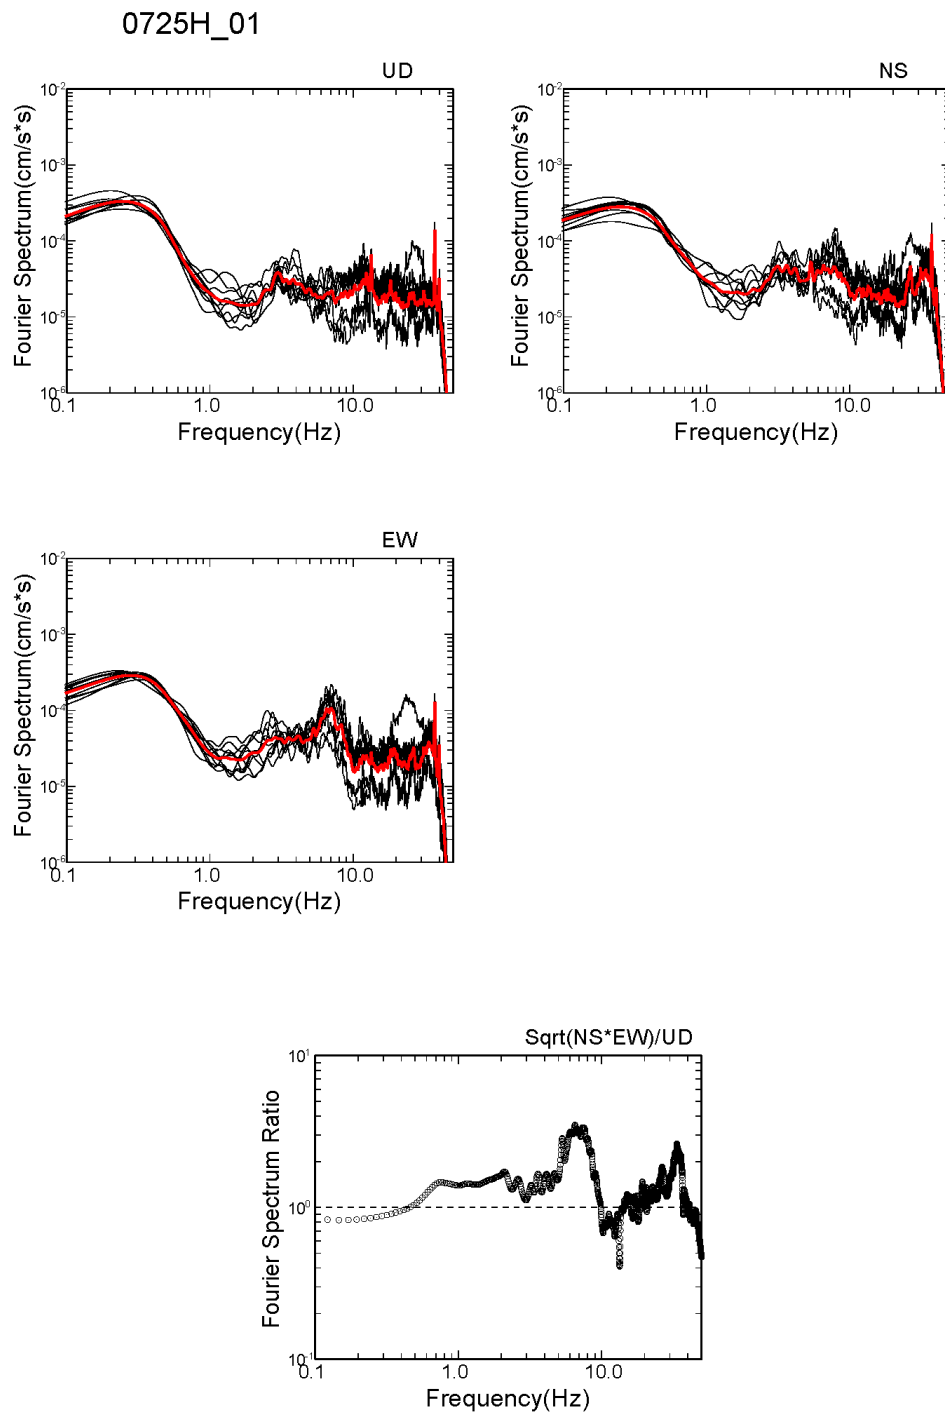 0725H_01
UD
Fourier Spectrum(cm/s*s)
10-2
10-3
10-4
10-5
10-6
0.1 1.0 10.0
Frequency(Hz)
NS
Fourier Spectrum(cm/s*s)
10-2
10-3
10-4
10-5
10-6
0.1 1.0 10.0
Frequency(Hz)
EW
Fourier Spectrum(cm/s*s)
10-2
10-3
10-4
10-5
10-6
0.1 1.0 10.0
Frequency(Hz)
Sqrt(NS*EW)/UD
Fourier Spectrum Ratio
101
100
10-1
0.1 1.0 10.0
Frequency(Hz)